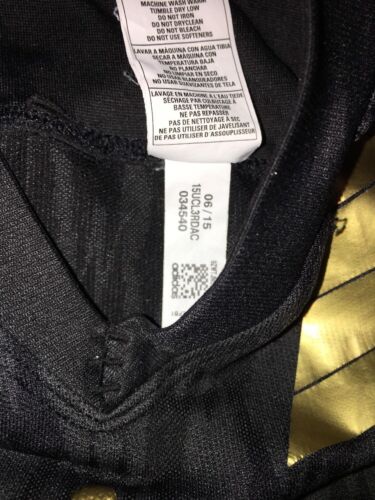 MACHINE WASH WARM
TUMBLE DRY LOW
DO NOT IRON
DO NOT DRYCLEAN
DO NOT BLEACH
DO NOT USE SOFTENERS
LAVAR A MÁQUINA CON AGUA TIBIA
SECAR A MÁQUINA CON
TEMPERATURA BAJA
NO PLANCHAR
NO LIMPIAR EN SECO
NO USAR BLANQUEADORES
NO USAR SUAVIZANTES DE TELA
LAVAGE EN MACHINE À L'EAU TIÈDE
SÉCHAGE PAR CULBUTAGE À
BASSE TEMPÉRATURE
NE PAS REPASSER
PAS DE NETTOYAGE À SEC
NE PAS UTILISER DE JAVELISANT
NE PAS UTILISER D'ASSOUPLISSEUR
06/15
15UCL3RDAC
034540
adidas